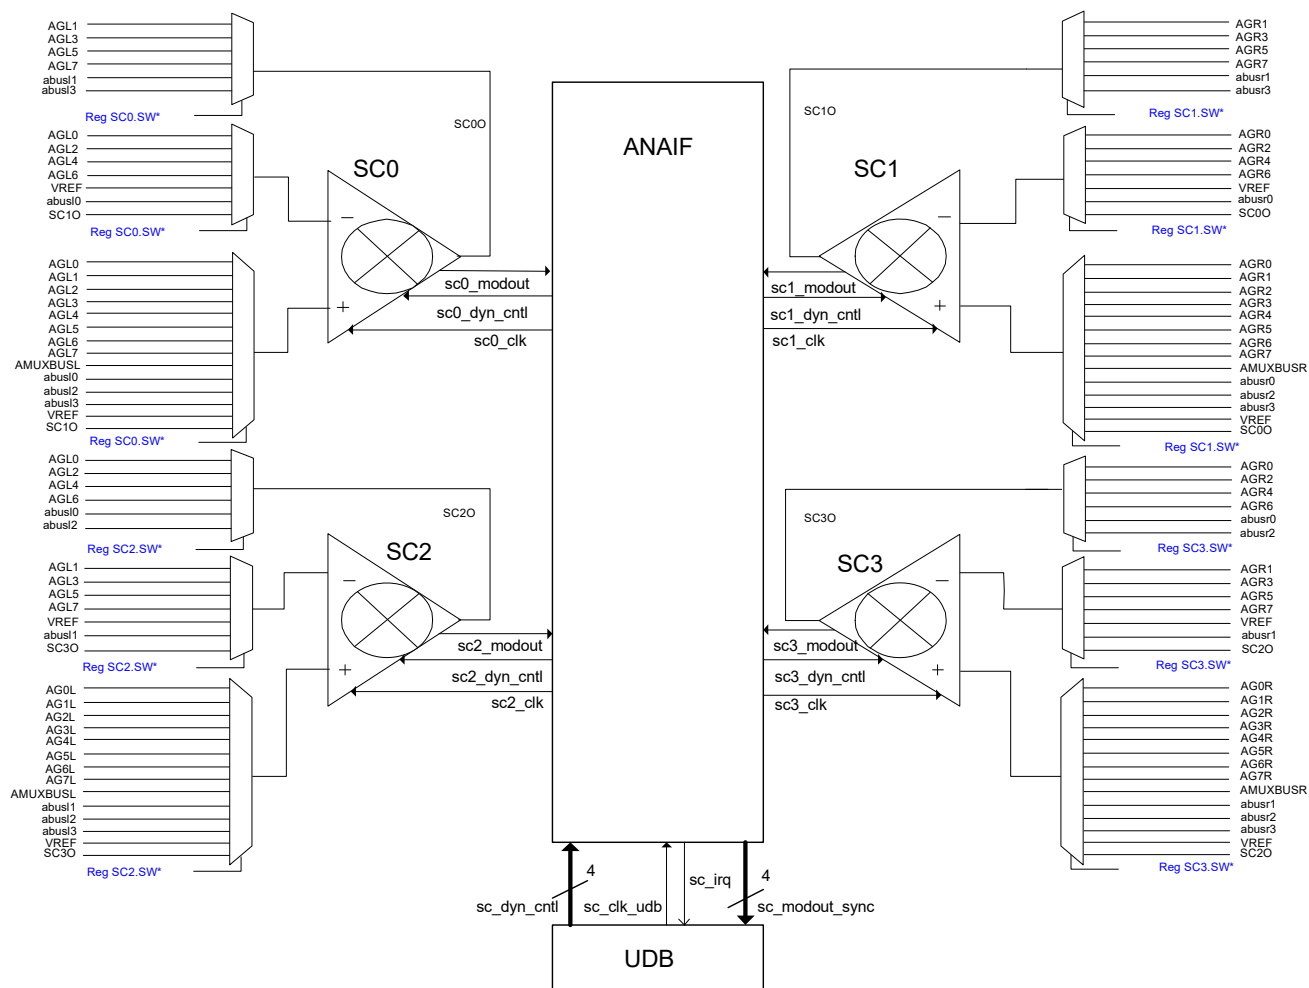 AGL1
AGL3
AGL5
AGL7
abusl1
abusl3
Reg SC0.SW*
AGL0
AGL2
AGL4
AGL6
VREF
abusl0
SC1O
Reg SC0.SW*
AGL0
AGL1
AGL2
AGL3
AGL4
AGL5
AGL6
AGL7
AMUXBUSL
abusl0
abusl2
abusl3
VREF
SC1O
Reg SC0.SW*
SC0O
SC0
−
+
sc0_modout
sc0_dyn_cntl
sc0_clk
AGL0
AGL2
AGL4
AGL6
abusl0
abusl2
Reg SC2.SW*
AGL1
AGL3
AGL5
AGL7
VREF
abusl1
SC3O
Reg SC2.SW*
AG0L
AG1L
AG2L
AG3L
AG4L
AG5L
AG6L
AG7L
AMUXBUSL
abusl1
abusl2
abusl3
VREF
SC3O
Reg SC2.SW*
SC2O
SC2
−
+
sc2_modout
sc2_dyn_cntl
sc2_clk
ANAIF
SC1O
SC1
−
+
sc1_modout
sc1_dyn_cntl
sc1_clk
AGR1
AGR3
AGR5
AGR7
abusr1
abusr3
Reg SC1.SW*
AGR0
AGR2
AGR4
AGR6
VREF
abusr0
SC0O
Reg SC1.SW*
AGR0
AGR1
AGR2
AGR3
AGR4
AGR5
AGR6
AGR7
AMUXBUSR
abusr0
abusr2
abusr3
VREF
SC0O
Reg SC1.SW*
SC3O
SC3
−
+
sc3_modout
sc3_dyn_cntl
sc3_clk
AGR0
AGR2
AGR4
AGR6
abusr0
abusr2
Reg SC3.SW*
AGR1
AGR3
AGR5
AGR7
VREF
abusr1
SC2O
Reg SC3.SW*
AG0R
AG1R
AG2R
AG3R
AG4R
AG5R
AG6R
AG7R
AMUXBUSR
abusr1
abusr2
abusr3
VREF
SC2O
Reg SC3.SW*
4
sc_dyn_cntl
sc_clk_udb
sc_irq
4
sc_modout_sync
UDB